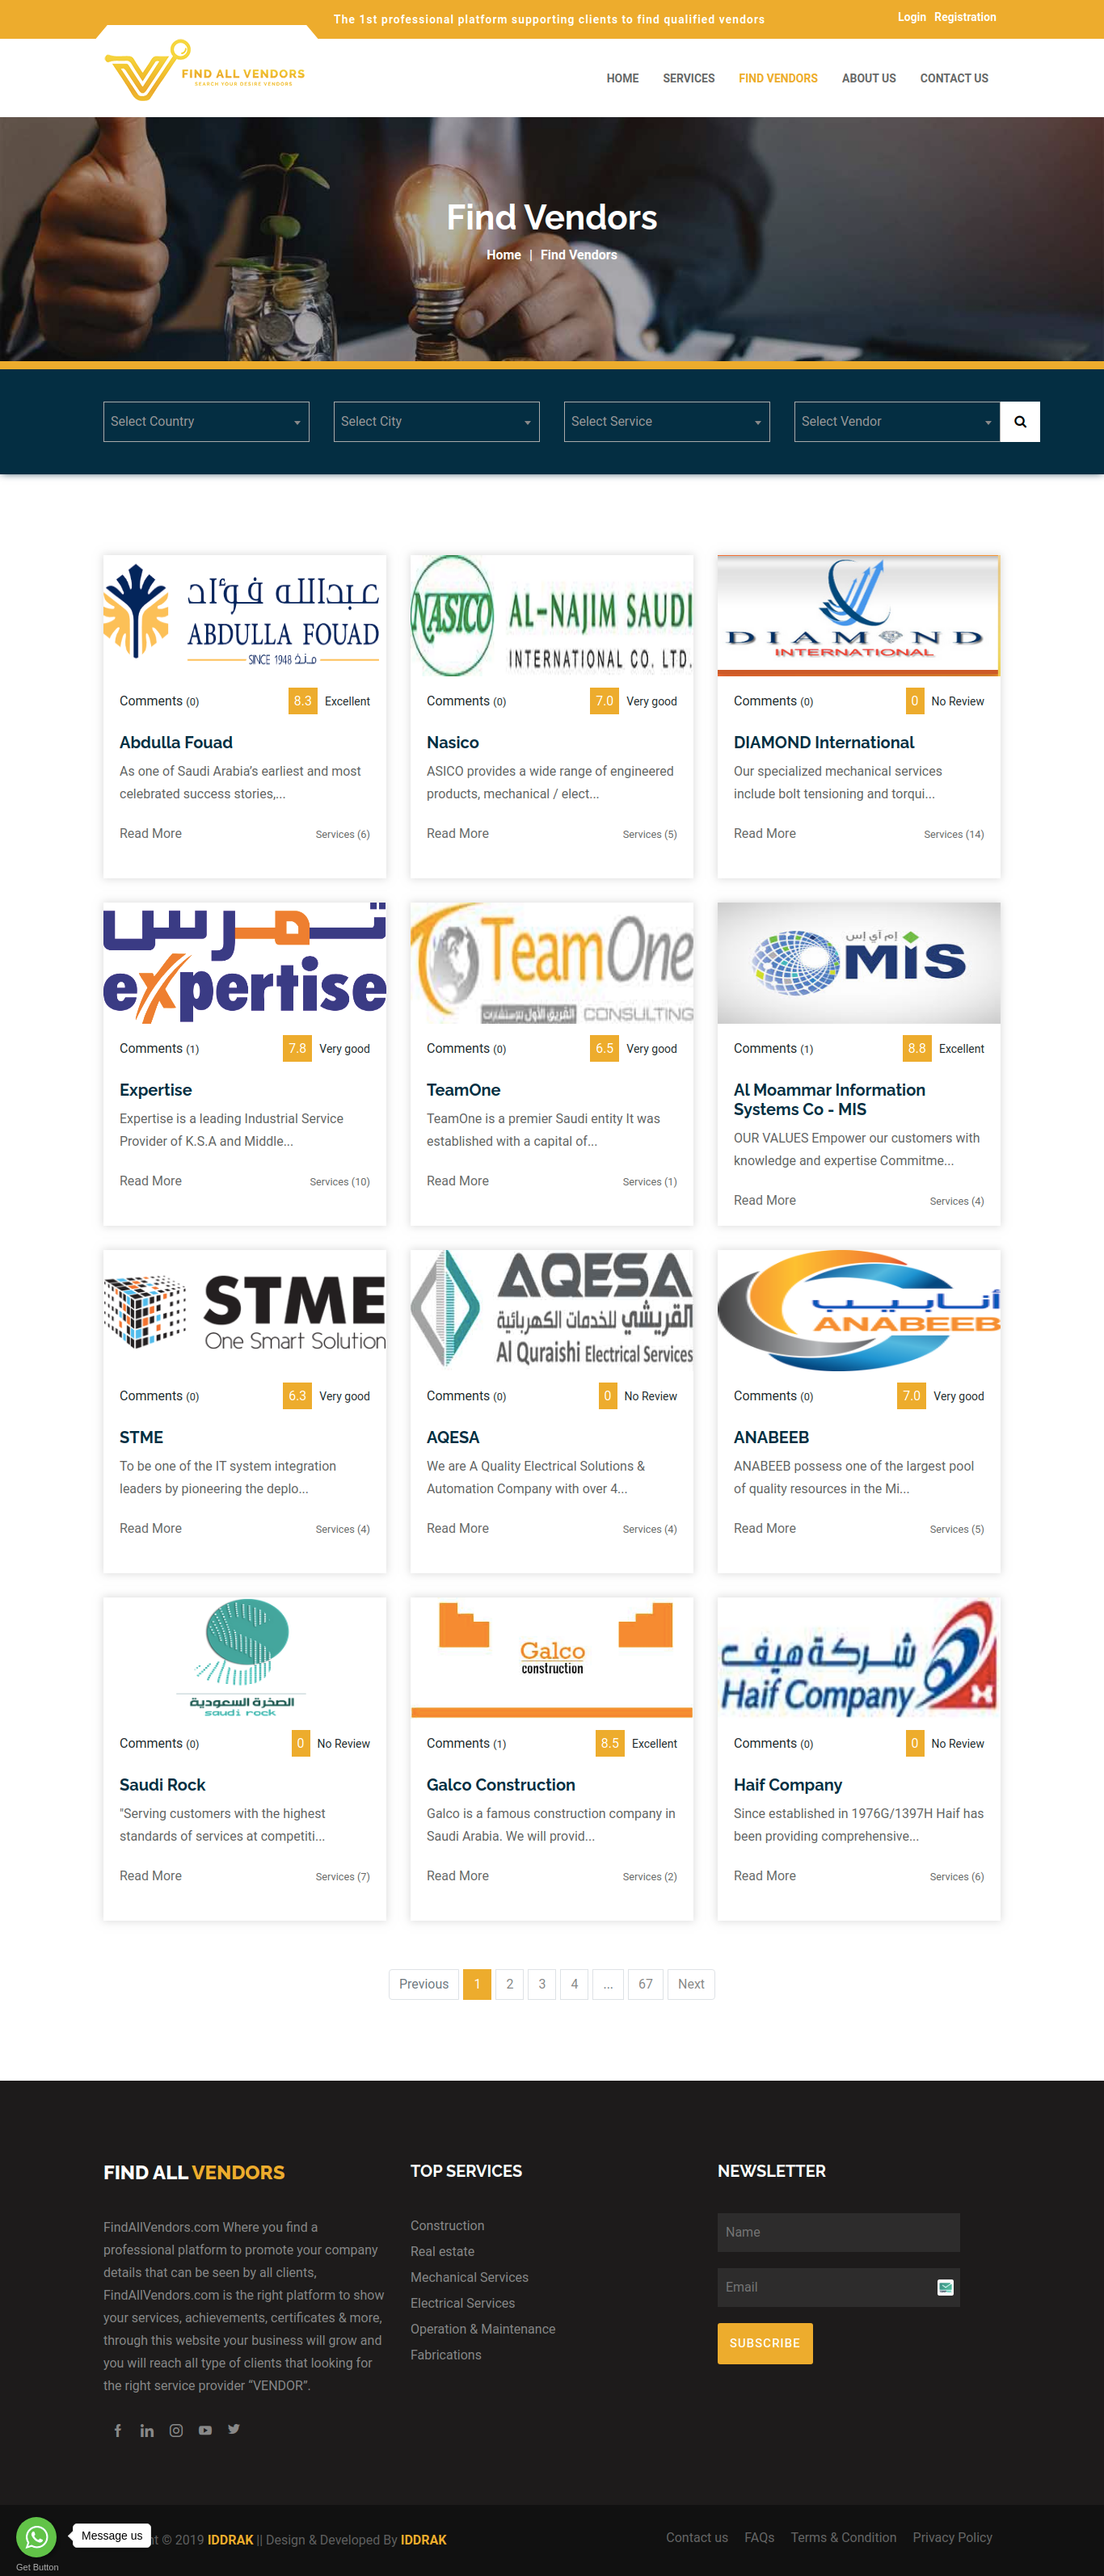 The 1st professional platform supporting clients to find qualified vendors
Login Registration
FIND ALL VENDORS
SEARCH YOUR DESIRE VENDORS
HOME SERVICES FIND VENDORS ABOUT US CONTACT US
Find Vendors
Home | Find Vendors
Select Country Select City Select Service Select Vendor
عبدالله فؤاد
ABDULLA FOUAD
SINCE 1948 منذ
Comments (0) 8.3 Excellent
Abdulla Fouad
As one of Saudi Arabia's earliest and most
celebrated success stories,...
Read More Services (6)
NASICO
AL-NAJIM SAUDI
INTERNATIONAL CO. LTD.
Comments (0) 7.0 Very good
Nasico
ASICO provides a wide range of engineered
products, mechanical / elect...
Read More Services (5)
DIAMOND
INTERNATIONAL
Comments (0) 0 No Review
DIAMOND International
Our specialized mechanical services
include bolt tensioning and torqui...
Read More Services (14)
تمرس
expertise
Comments (1) 7.8 Very good
Expertise
Expertise is a leading Industrial Service
Provider of K.S.A and Middle...
Read More Services (10)
TeamOne
الفريق الأول للإستشارات CONSULTING
Comments (0) 6.5 Very good
TeamOne
TeamOne is a premier Saudi entity It was
established with a capital of...
Read More Services (1)
إم آي إس
MIS
Comments (1) 8.8 Excellent
Al Moammar Information
Systems Co - MIS
OUR VALUES Empower our customers with
knowledge and expertise Commitme...
Read More Services (4)
STME
One Smart Solution
Comments (0) 6.3 Very good
STME
To be one of the IT system integration
leaders by pioneering the deplo...
Read More Services (4)
AQESA
القريشي للخدمات الكهربائية
Al Quraishi Electrical Services
Comments (0) 0 No Review
AQESA
We are A Quality Electrical Solutions &
Automation Company with over 4...
Read More Services (4)
أنابيب
ANABEEB
Comments (0) 7.0 Very good
ANABEEB
ANABEEB possess one of the largest pool
of quality resources in the Mi...
Read More Services (5)
الصخرة السعودية
saudi rock
Comments (0) 0 No Review
Saudi Rock
"Serving customers with the highest
standards of services at competiti...
Read More Services (7)
Galco
construction
Comments (1) 8.5 Excellent
Galco Construction
Galco is a famous construction company in
Saudi Arabia. We will provid...
Read More Services (2)
شركة هيف
Haif Company
Comments (0) 0 No Review
Haif Company
Since established in 1976G/1397H Haif has
been providing comprehensive...
Read More Services (6)
Previous 1 2 3 4 ... 67 Next
FIND ALL VENDORS
FindAllVendors.com Where you find a
professional platform to promote your company
details that can be seen by all clients,
FindAllVendors.com is the right platform to show
your services, achievements, certificates & more,
through this website your business will grow and
you will reach all type of clients that looking for
the right service provider “VENDOR”.
TOP SERVICES
Construction
Real estate
Mechanical Services
Electrical Services
Operation & Maintenance
Fabrications
NEWSLETTER
Name
Email
SUBSCRIBE
Message us
Get Button
© 2019 IDDRAK || Design & Developed By IDDRAK
Contact us FAQs Terms & Condition Privacy Policy